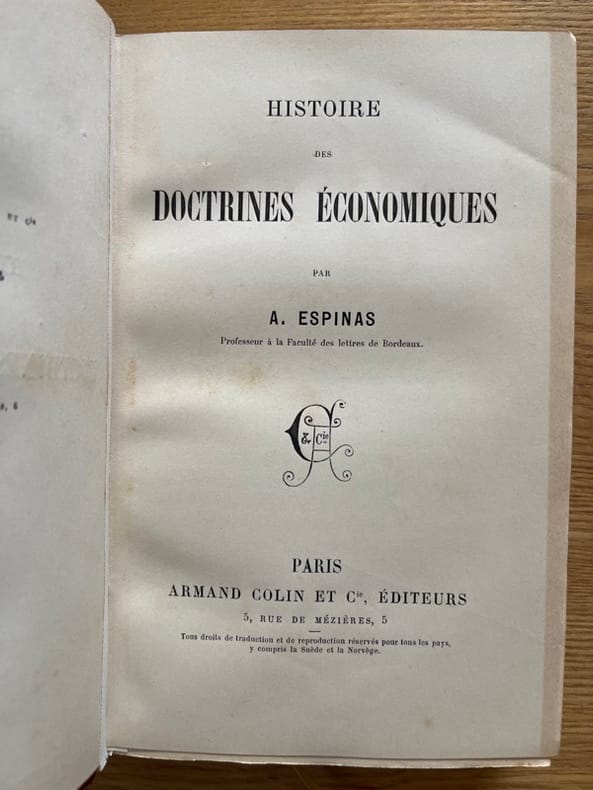 HISTOIRE
DES
DOCTRINES ÉCONOMIQUES
PAR
A. ESPINAS
Professeur à la Faculté des lettres de Bordeaux.
& Cie
PARIS
ARMAND COLIN ET Cie, ÉDITEURS
5, RUE DE MÉZIÈRES, 5
Tous droits de traduction et de reproduction réservés pour tous les pays,
y compris la Suède et la Norvège.